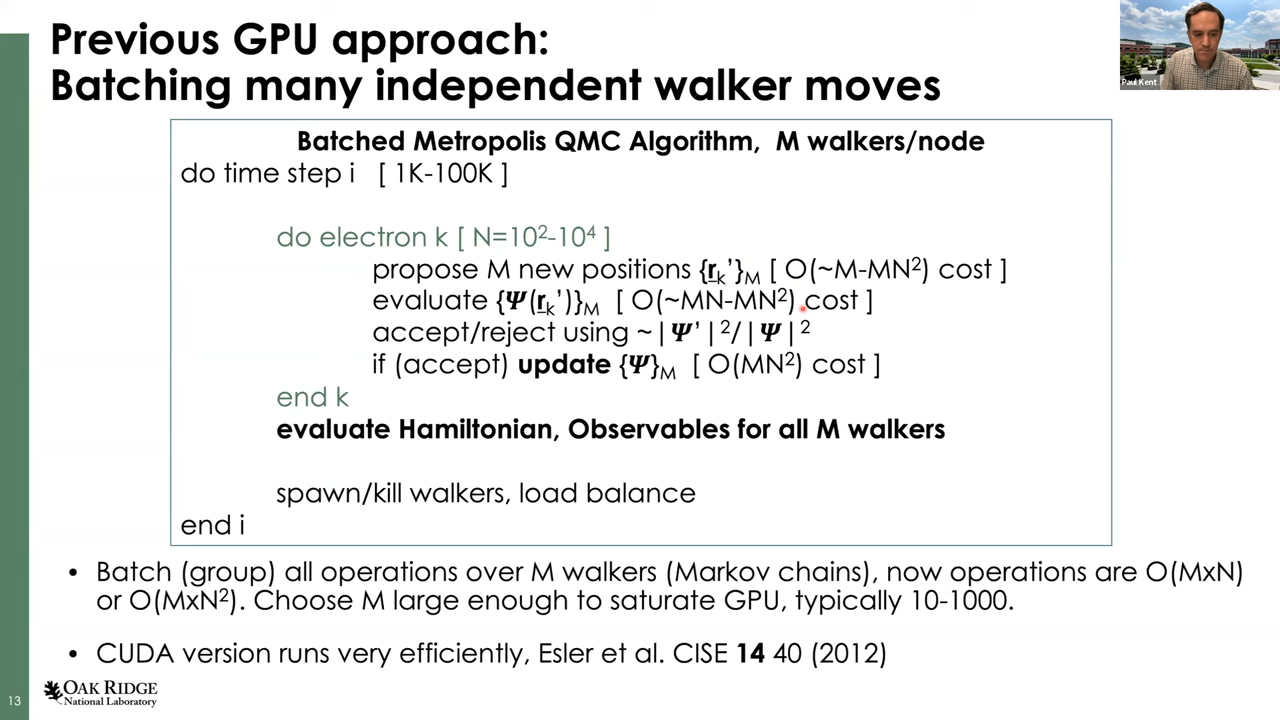 Previous GPU approach:
Batching many independent walker moves
Paul Kent
Batched Metropolis QMC Algorithm, M walkers/node
do time step i [ 1K-100K ]
do electron k [ N=10²-10⁴ ]
propose M new positions {r̲ₖ'}_M [ O(~M-MN²) cost ]
evaluate {Ψ(r̲ₖ')}_M [ O(~MN-MN²) cost ]
accept/reject using ~|Ψ'|²/|Ψ|²
if (accept) update {Ψ}_M [ O(MN²) cost ]
end k
evaluate Hamiltonian, Observables for all M walkers
spawn/kill walkers, load balance
end i
• Batch (group) all operations over M walkers (Markov chains), now operations are O(MxN)
or O(MxN²). Choose M large enough to saturate GPU, typically 10-1000.
• CUDA version runs very efficiently, Esler et al. CISE 14 40 (2012)
13
OAK RIDGE
National Laboratory